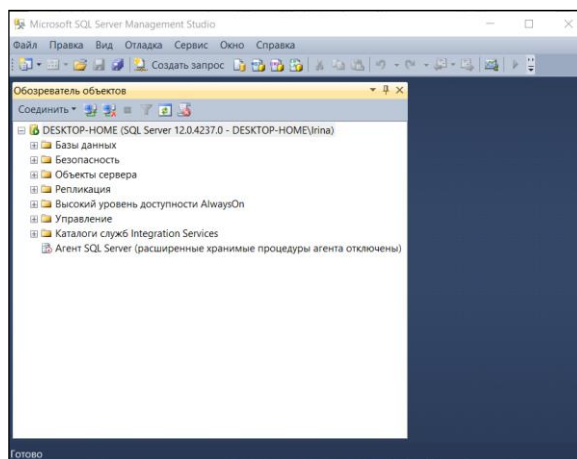 Microsoft SQL Server Management Studio
Файл Правка Вид Отладка Сервис Окно Справка
Создать запрос
Обозреватель объектов
Соединить
DESKTOP-HOME (SQL Server 12.0.4237.0 - DESKTOP-HOME\Irina)
Базы данных
Безопасность
Объекты сервера
Репликация
Высокий уровень доступности AlwaysOn
Управление
Каталоги служб Integration Services
Агент SQL Server (расширенные хранимые процедуры агента отключены)
Готово